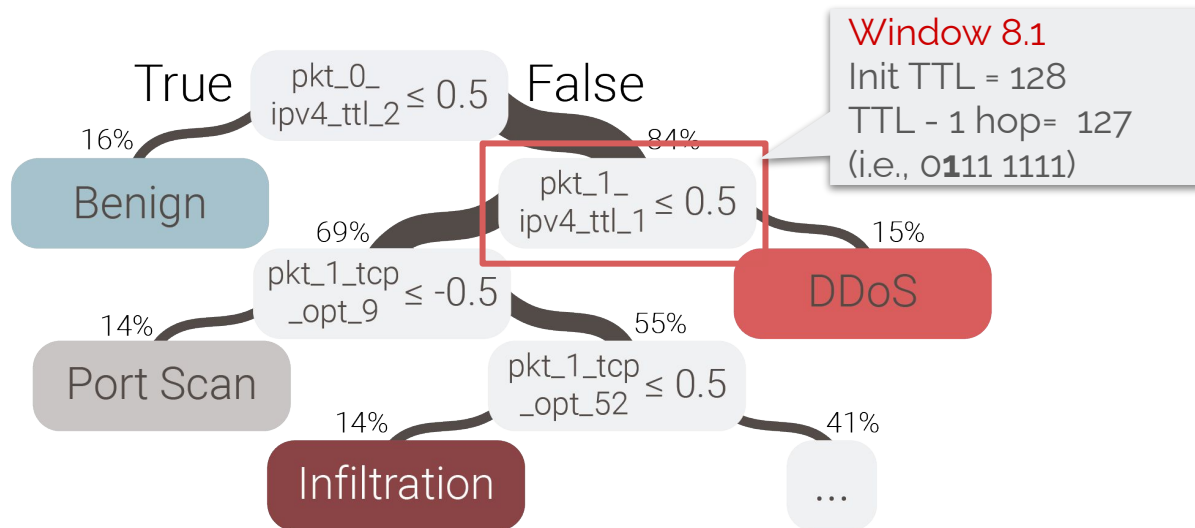 Window 8.1
Init TTL = 128
TTL - 1 hop= 127
(i.e., 0111 1111)
True
pkt_0_
ipv4_ttl_2
≤ 0.5
False
16%
84%
Benign
pkt_1_
ipv4_ttl_1
≤ 0.5
69%
15%
pkt_1_tcp
_opt_9
≤ -0.5
DDoS
14%
55%
Port Scan
pkt_1_tcp
_opt_52
≤ 0.5
14%
41%
Infiltration
...